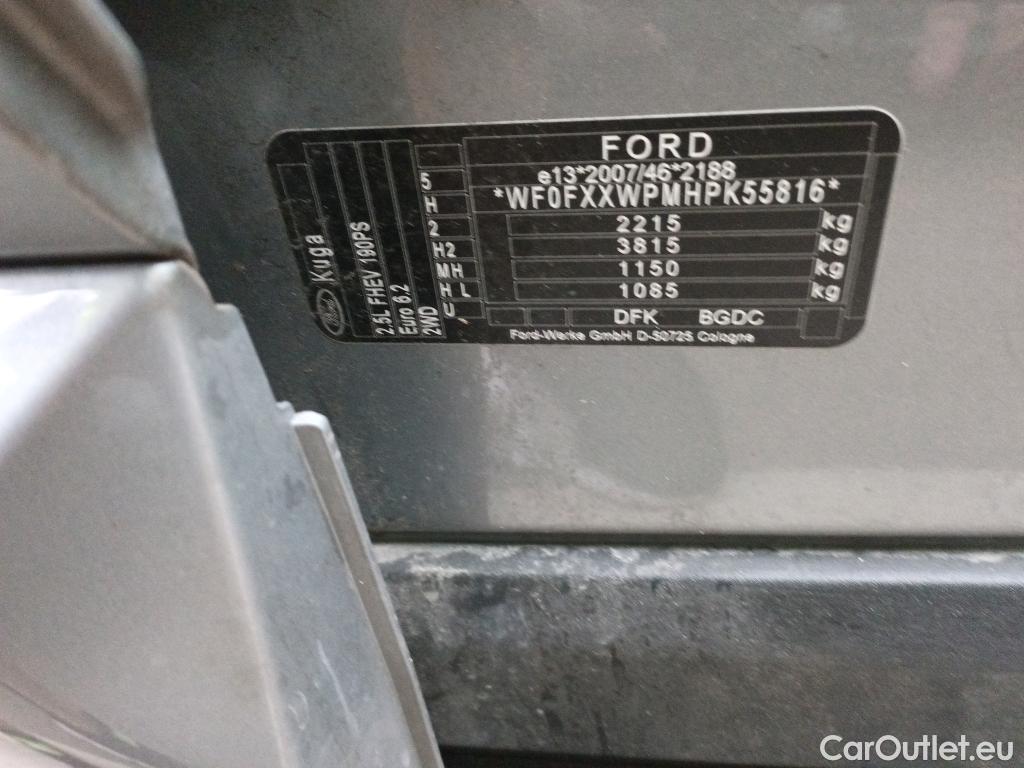 FORD
e13*2007/46*2188
*WF0FXXWPMHPK55816*
2215 kg
3815 kg
1150 kg
1085 kg
DFK BGDC
Ford-Werke GmbH D-50725 Cologne
5
H
2
H2
MH
H L
U
Ford Kuga
2.5L FHEV 190PS
Euro 6.2
2WD
CarOutlet.eu